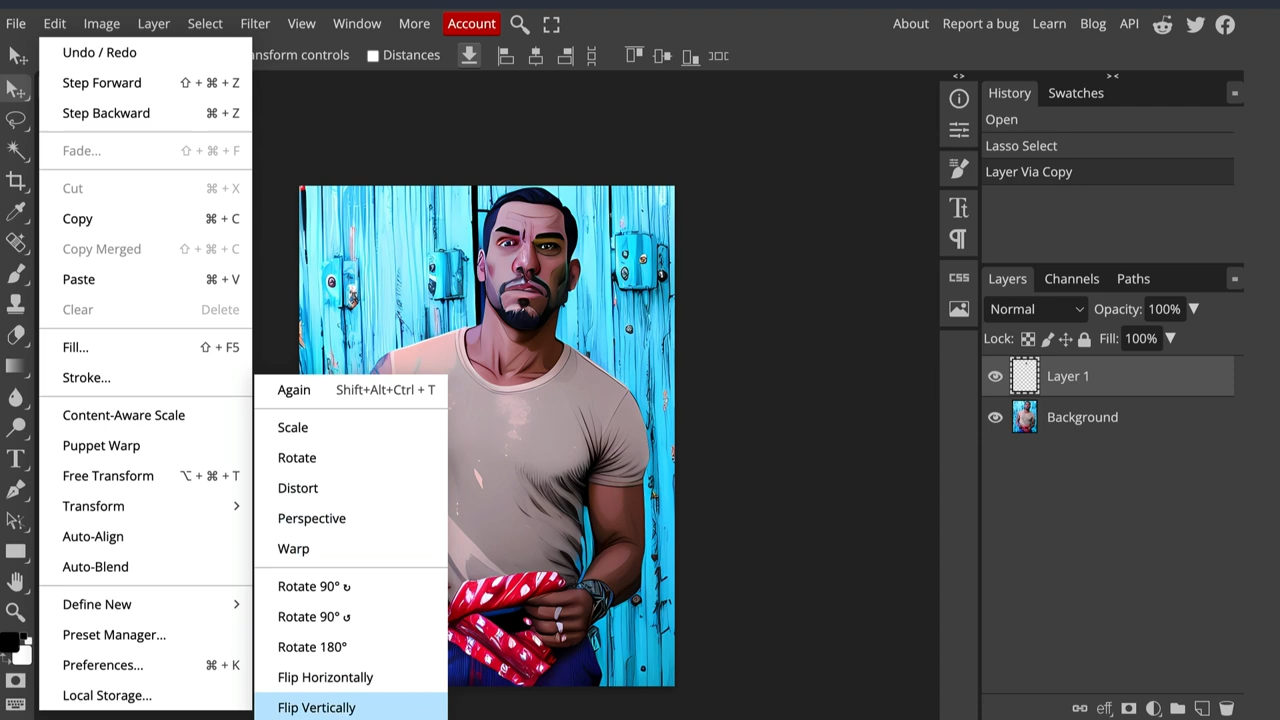 File Edit Image Layer Select Filter View Window More Account About Report a bug Learn Blog API
ansform controls Distances
Undo / Redo
Step Forward ⇧ + ⌘ + Z
Step Backward ⌘ + Z
Fade... ⇧ + ⌘ + F
Cut ⌘ + X
Copy ⌘ + C
Copy Merged ⇧ + ⌘ + C
Paste ⌘ + V
Clear Delete
Fill... ⇧ + F5
Stroke...
Content-Aware Scale
Puppet Warp
Free Transform ⌥ + ⌘ + T
Transform >
Auto-Align
Auto-Blend
Define New >
Preset Manager...
Preferences... ⌘ + K
Local Storage...
Again Shift+Alt+Ctrl + T
Scale
Rotate
Distort
Perspective
Warp
Rotate 90° ↻
Rotate 90° ↺
Rotate 180°
Flip Horizontally
Flip Vertically
< > > <
History Swatches
Open
Lasso Select
Layer Via Copy
CSS
Layers Channels Paths
Normal Opacity: 100%
Lock: Fill: 100%
Layer 1
Background
eff